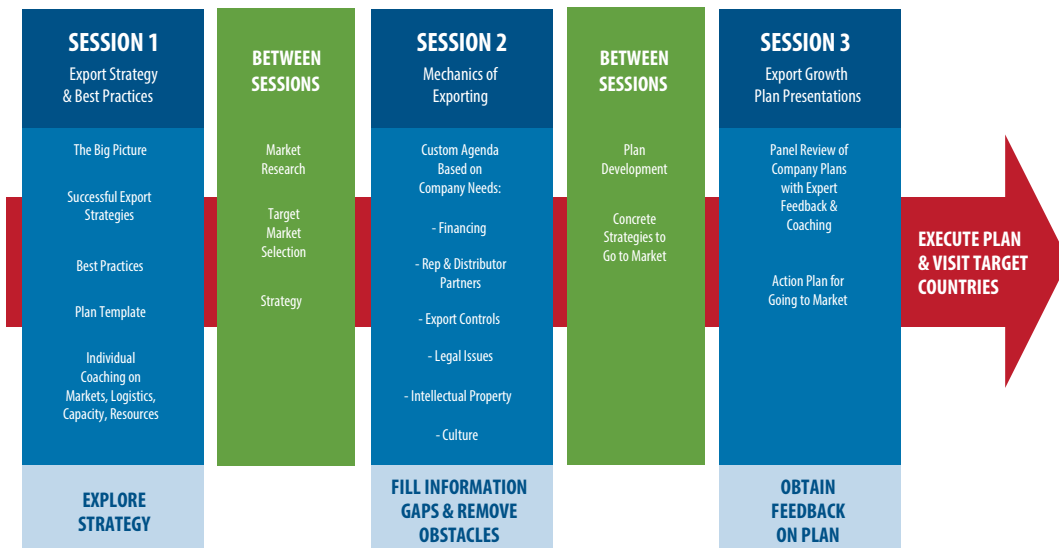 SESSION 1
Export Strategy
& Best Practices
The Big Picture
Successful Export
Strategies
Best Practices
Plan Template
Individual
Coaching on
Markets, Logistics,
Capacity, Resources
EXPLORE
STRATEGY
BETWEEN
SESSIONS
Market
Research
Target
Market
Selection
Strategy
SESSION 2
Mechanics of
Exporting
Custom Agenda
Based on
Company Needs:
- Financing
- Rep & Distributor
Partners
- Export Controls
- Legal Issues
- Intellectual Property
- Culture
FILL INFORMATION
GAPS & REMOVE
OBSTACLES
BETWEEN
SESSIONS
Plan
Development
Concrete
Strategies to
Go to Market
SESSION 3
Export Growth
Plan Presentations
Panel Review of
Company Plans
with Expert
Feedback &
Coaching
Action Plan for
Going to Market
OBTAIN
FEEDBACK
ON PLAN
EXECUTE PLAN
& VISIT TARGET
COUNTRIES